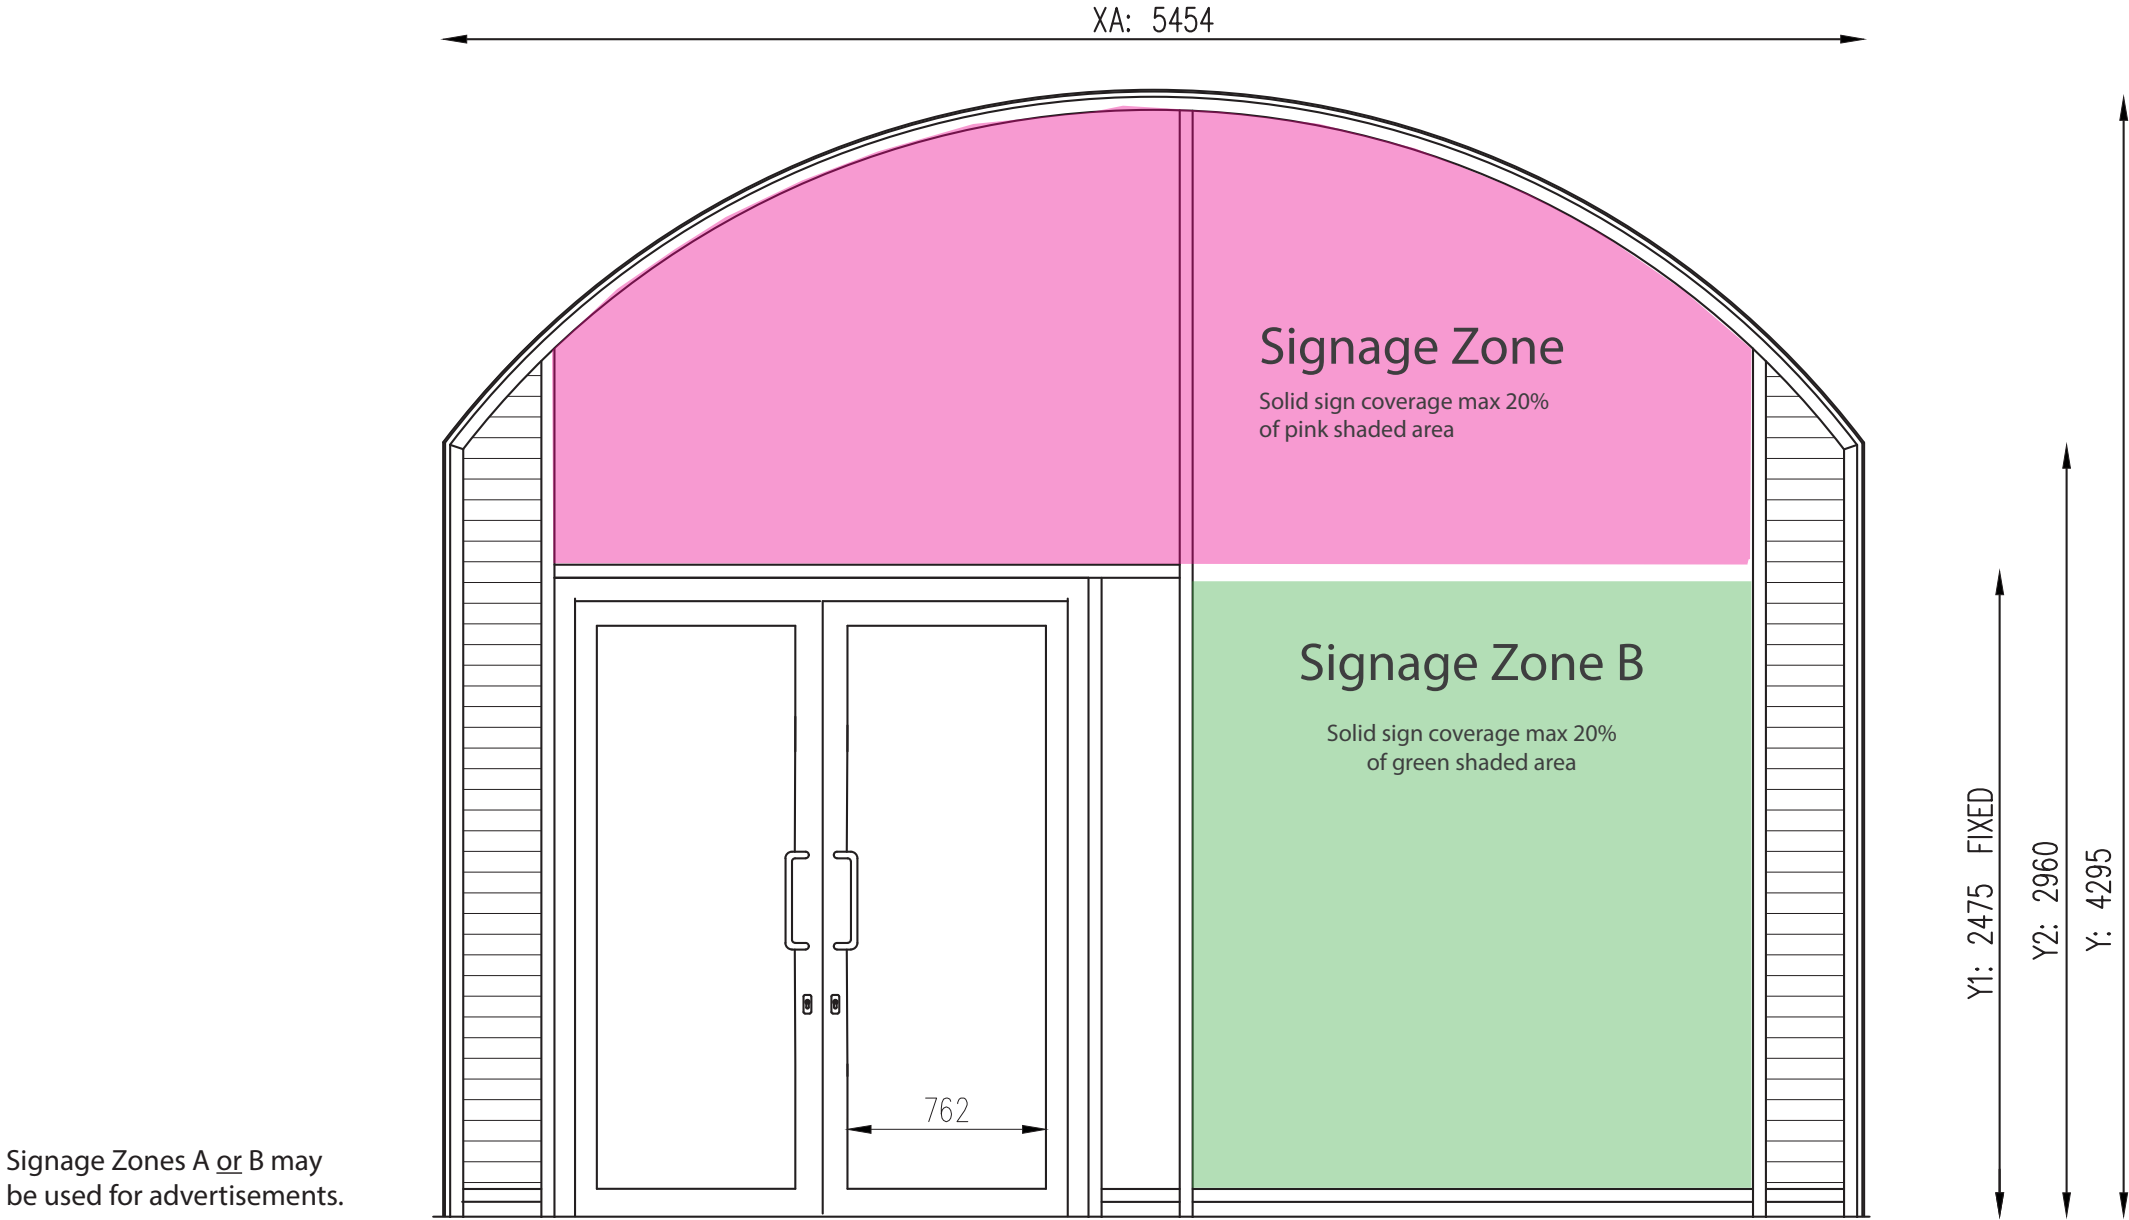 XA: 5454
Signage Zone
Solid sign coverage max 20%
of pink shaded area
Signage Zone B
Solid sign coverage max 20%
of green shaded area
Y1: 2475 FIXED
Y2: 2960
Y: 4295
762
Signage Zones A or B may
be used for advertisements.